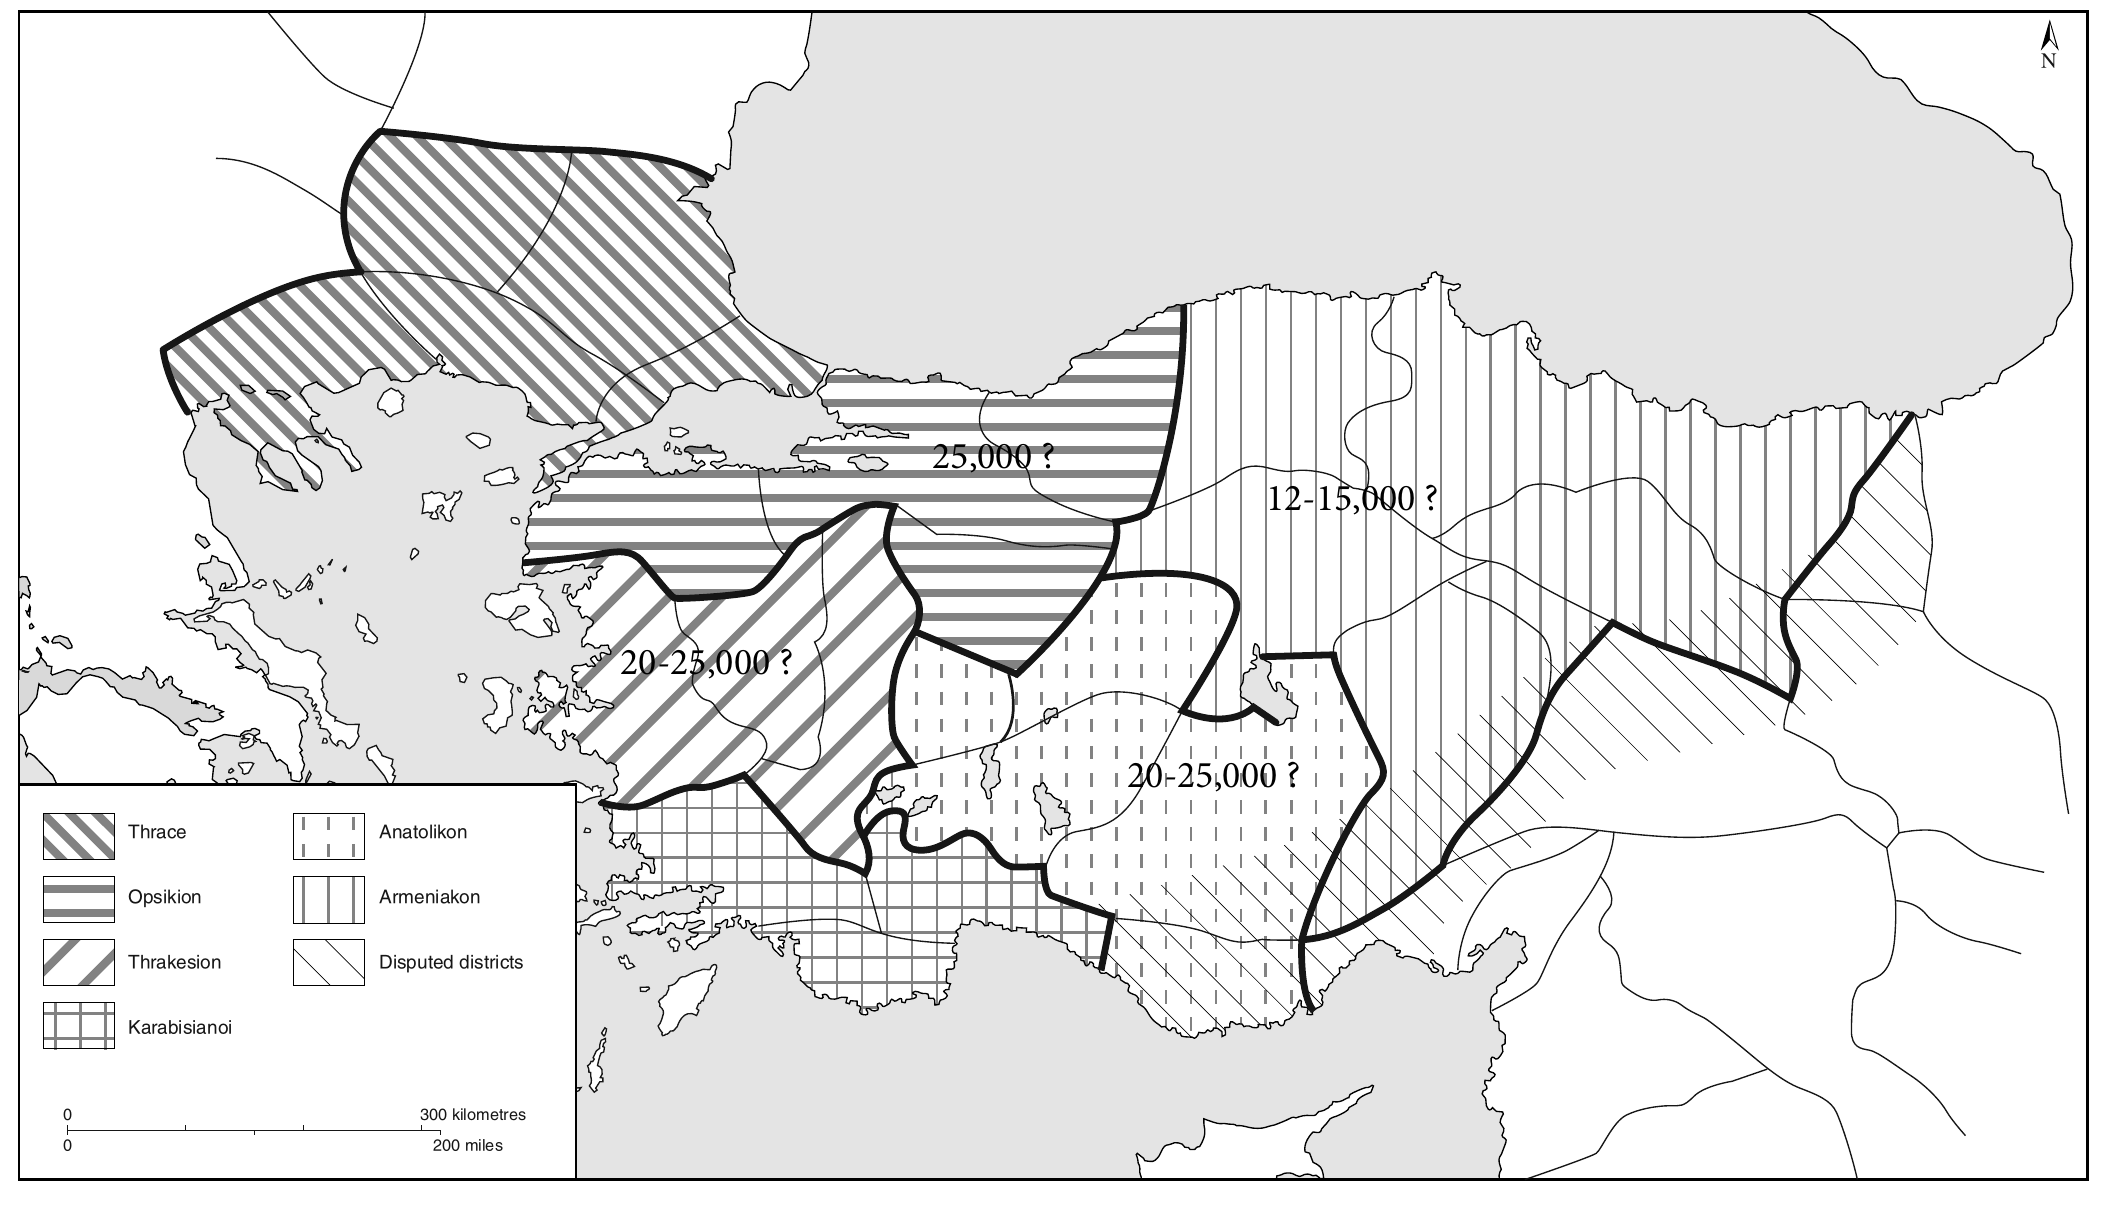 N
25,000 ?
12-15,000 ?
20-25,000 ?
20-25,000 ?
Thrace
Anatolikon
Opsikion
Armeniakon
Thrakesion
Disputed districts
Karabisianoi
0 300 kilometres
0 200 miles